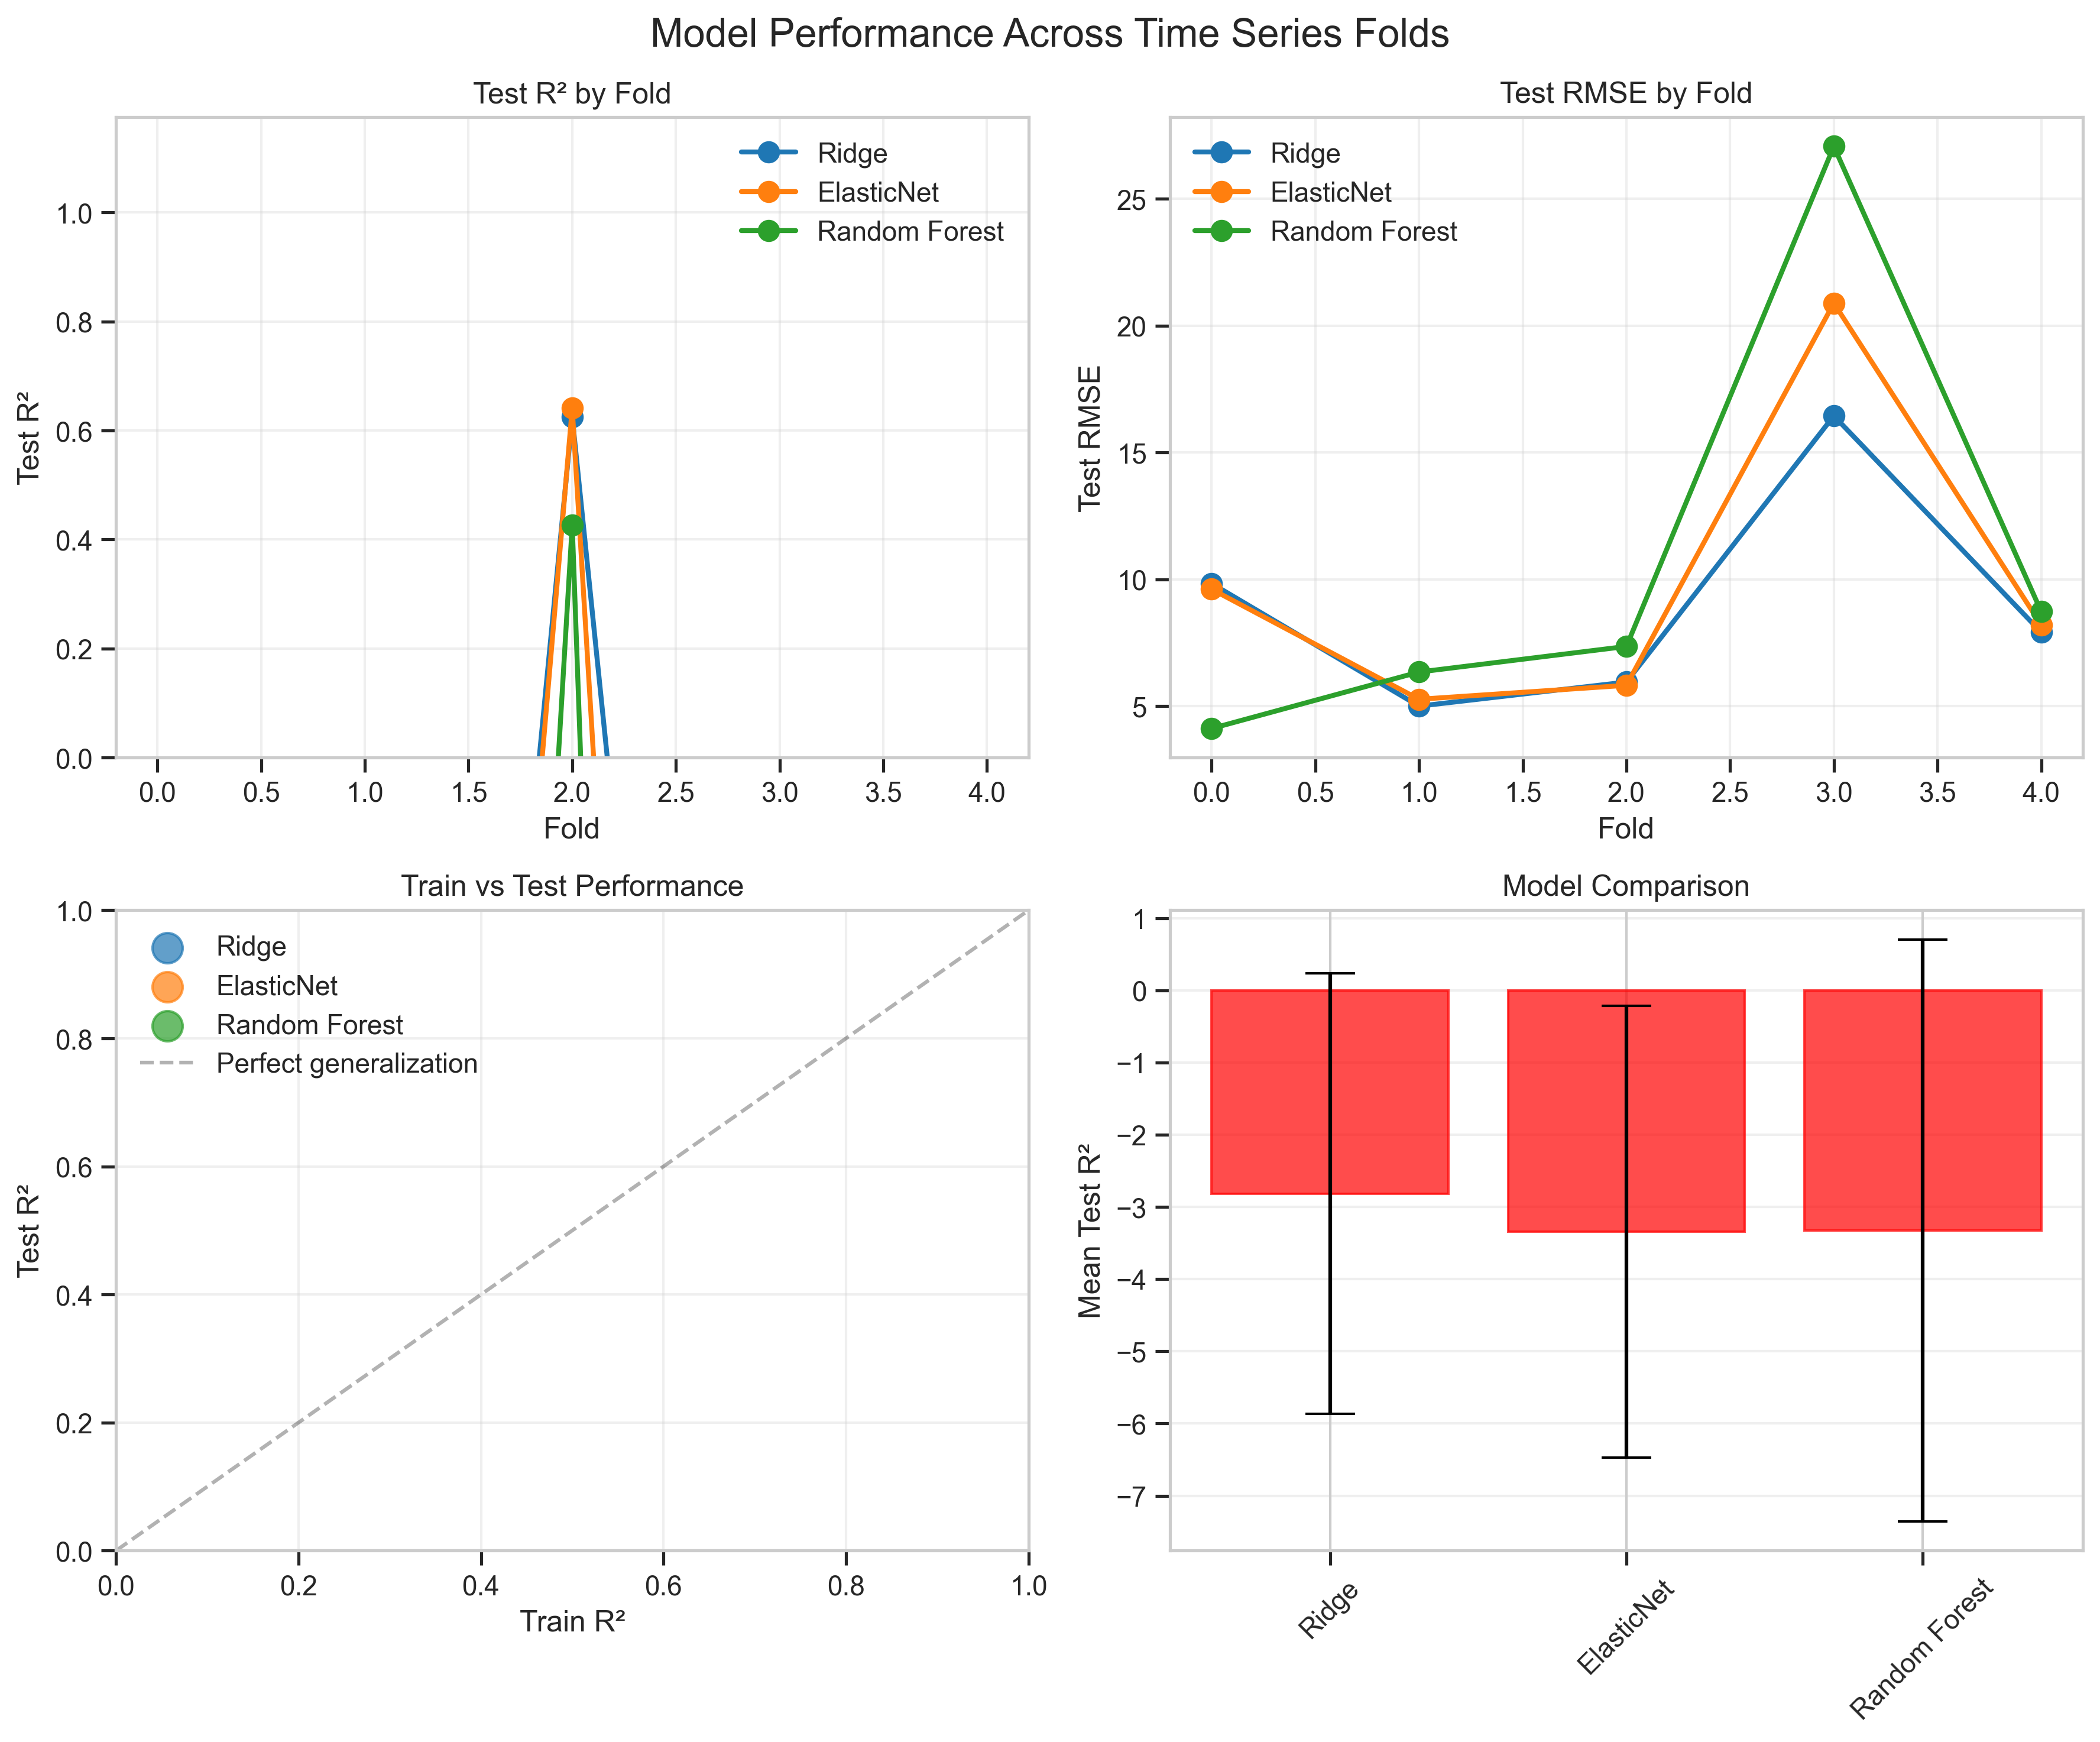 Model Performance Across Time Series Folds
Test R² by Fold
Ridge
ElasticNet
Random Forest
1.0
0.8
0.6
0.4
0.2
0.0
Test R²
0.0 0.5 1.0 1.5 2.0 2.5 3.0 3.5 4.0
Fold
Test RMSE by Fold
Ridge
ElasticNet
Random Forest
25
20
15
10
5
Test RMSE
0.0 0.5 1.0 1.5 2.0 2.5 3.0 3.5 4.0
Fold
Train vs Test Performance
Ridge
ElasticNet
Random Forest
Perfect generalization
1.0
0.8
0.6
0.4
0.2
0.0
Test R²
0.0 0.2 0.4 0.6 0.8 1.0
Train R²
Model Comparison
1
0
−1
−2
−3
−4
−5
−6
−7
Mean Test R²
Ridge
ElasticNet
Random Forest